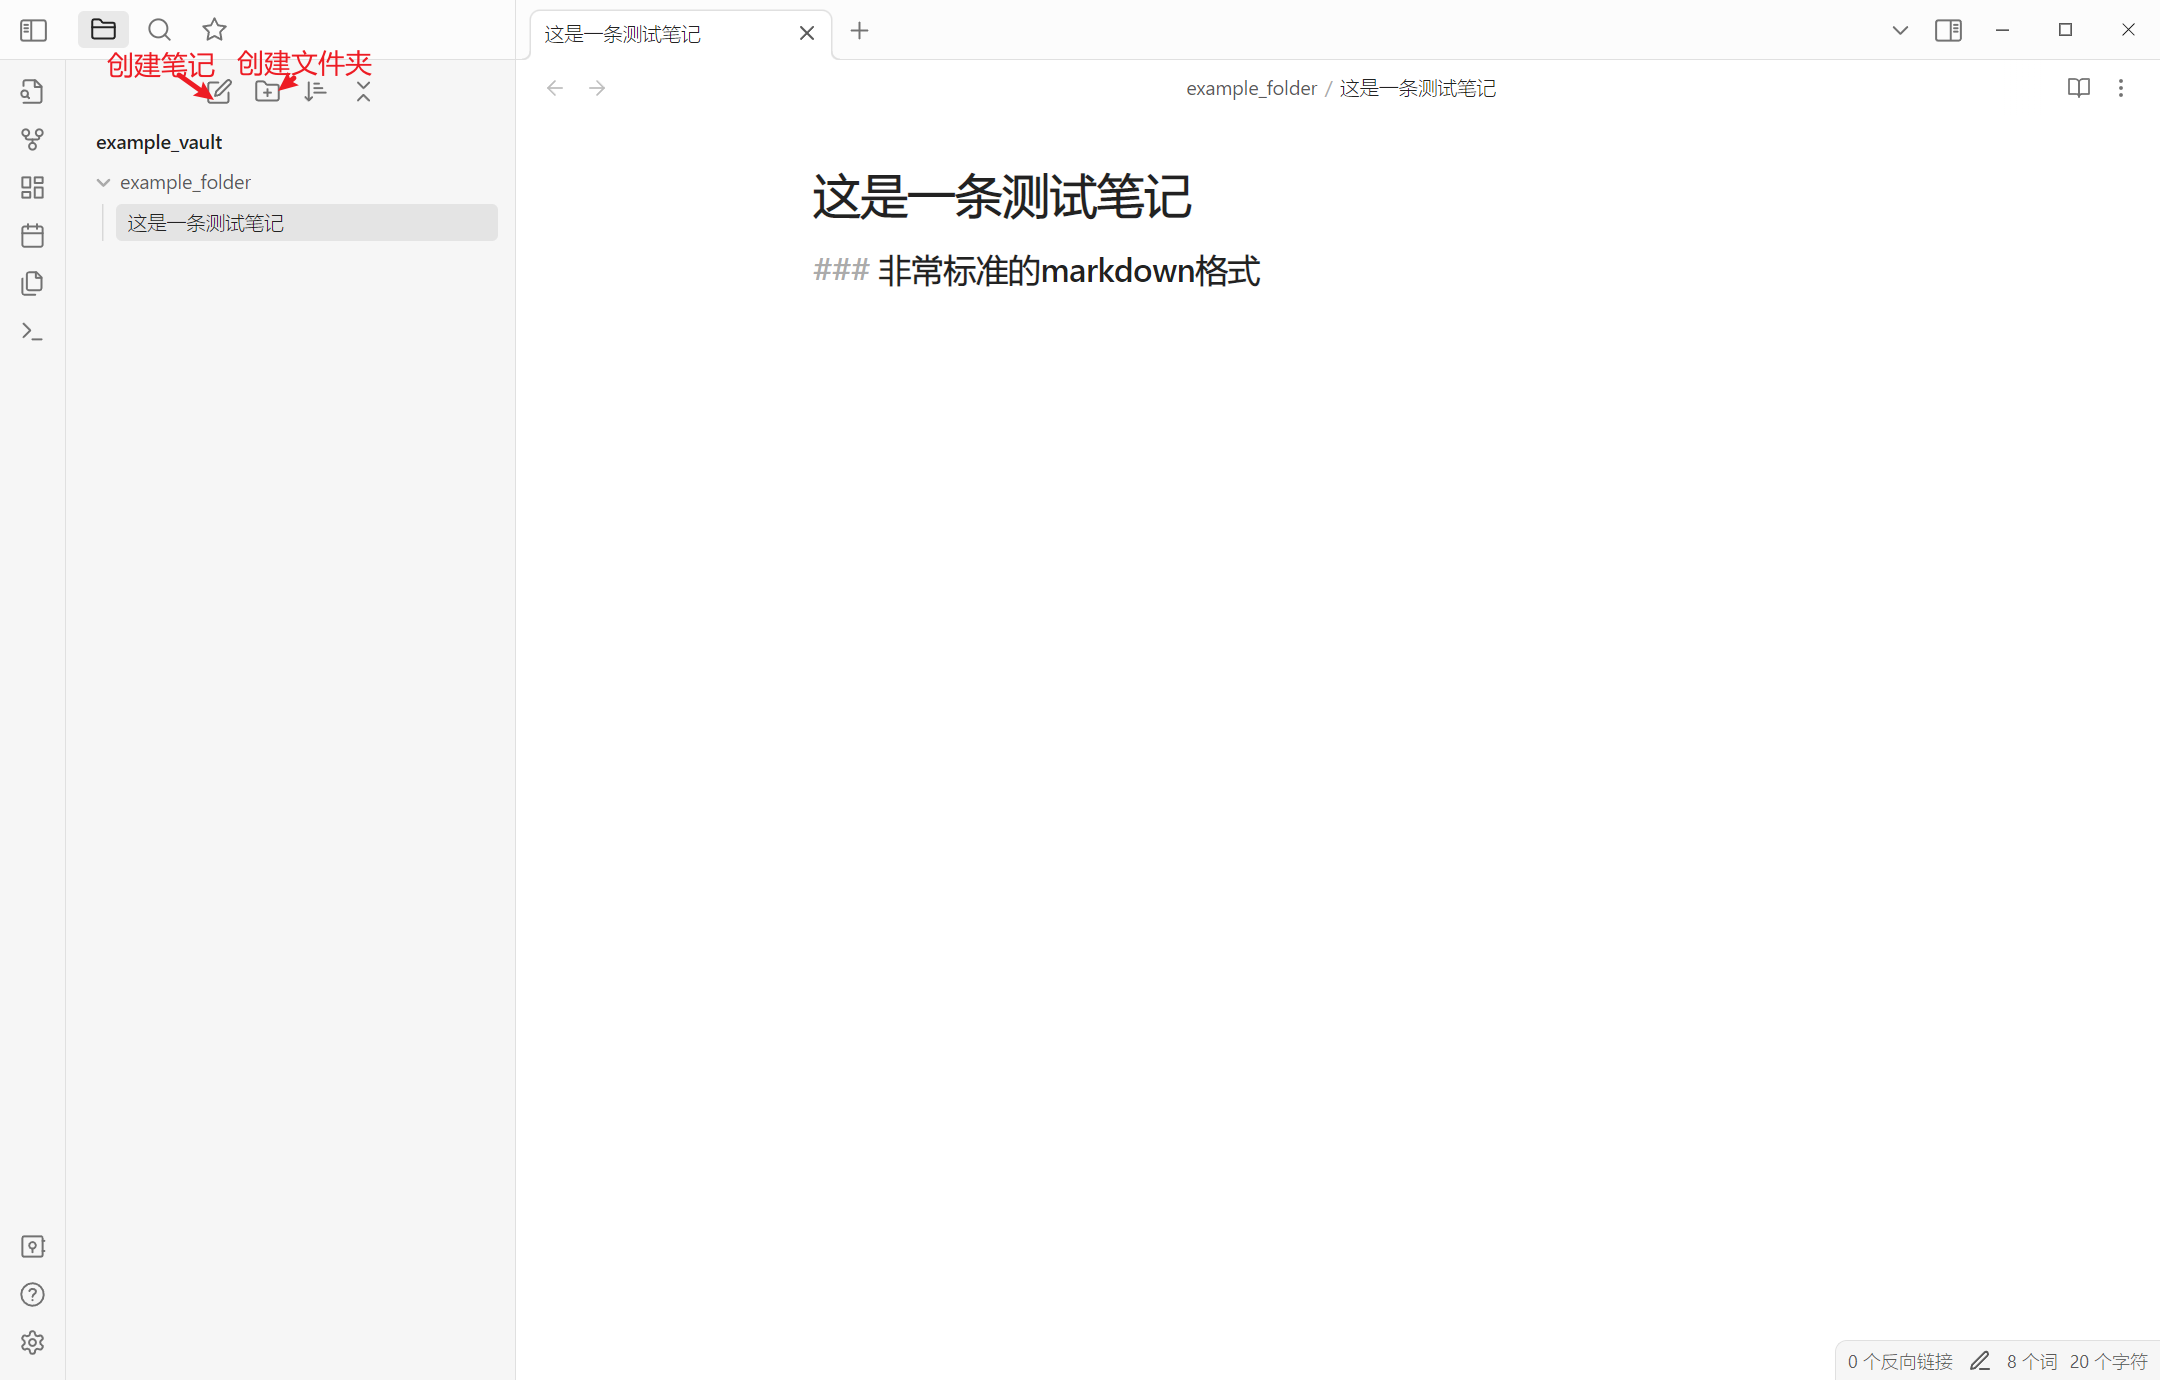 这是一条测试笔记
创建笔记 创建文件夹
example_folder / 这是一条测试笔记
example_vault
example_folder
这是一条测试笔记
这是一条测试笔记
### 非常标准的markdown格式
0 个反向链接 8 个词 20 个字符